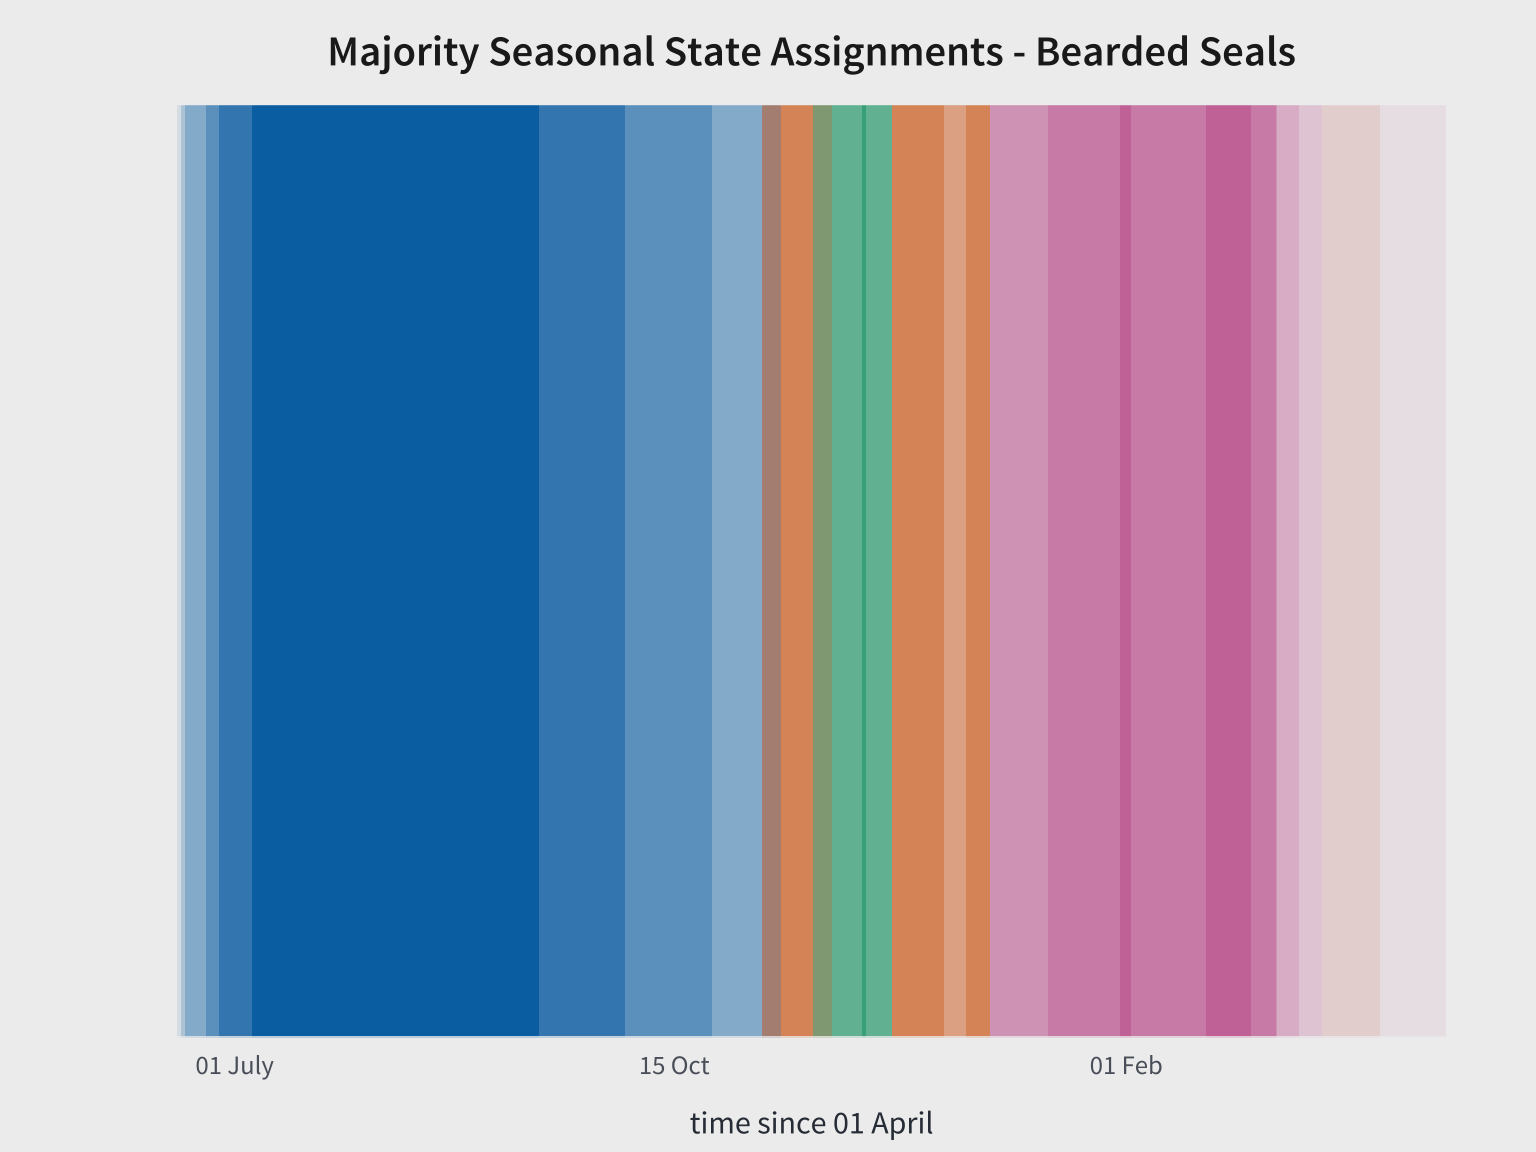 Majority Seasonal State Assignments - Bearded Seals
01 July
15 Oct
01 Feb
time since 01 April